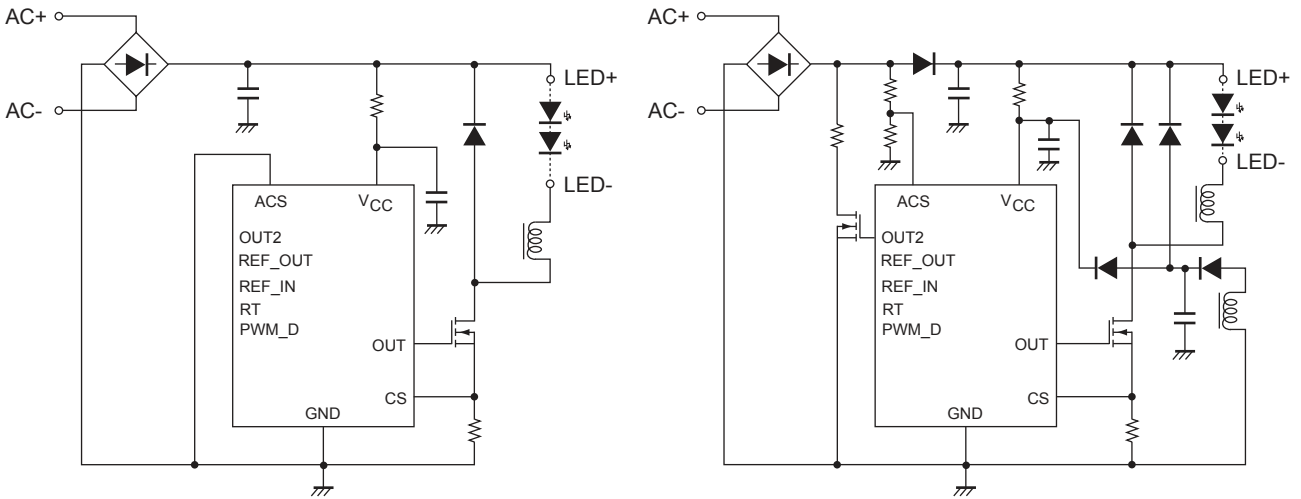 AC+
AC-
LED+
LED-
ACS
VCC
OUT2
REF_OUT
REF_IN
RT
PWM_D
OUT
CS
GND
AC+
AC-
LED+
LED-
ACS
VCC
OUT2
REF_OUT
REF_IN
RT
PWM_D
OUT
CS
GND